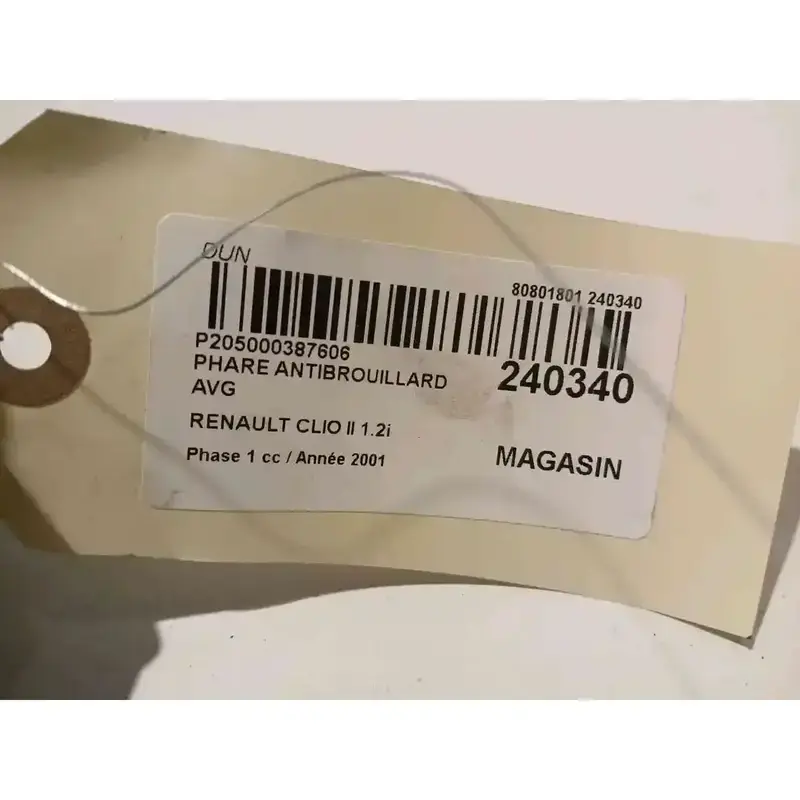 DUN
80801801 240340
P205000387606
PHARE ANTIBROUILLARD
AVG
240340
RENAULT CLIO II 1.2i
Phase 1 cc / Année 2001
MAGASIN